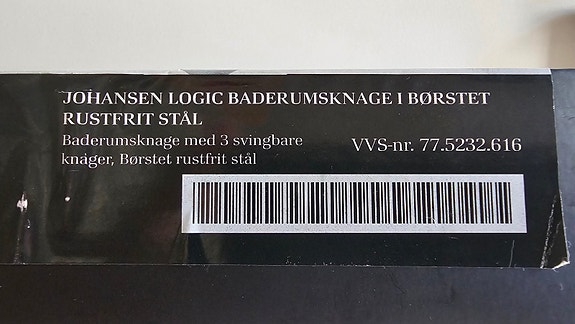 JOHANSEN LOGIC BADERUMSKNAGE I BØRSTET
RUSTFRIT STÅL
Baderumsknage med 3 svingbare
knager, Børstet rustfrit stål
VVS-nr. 77.5232.616